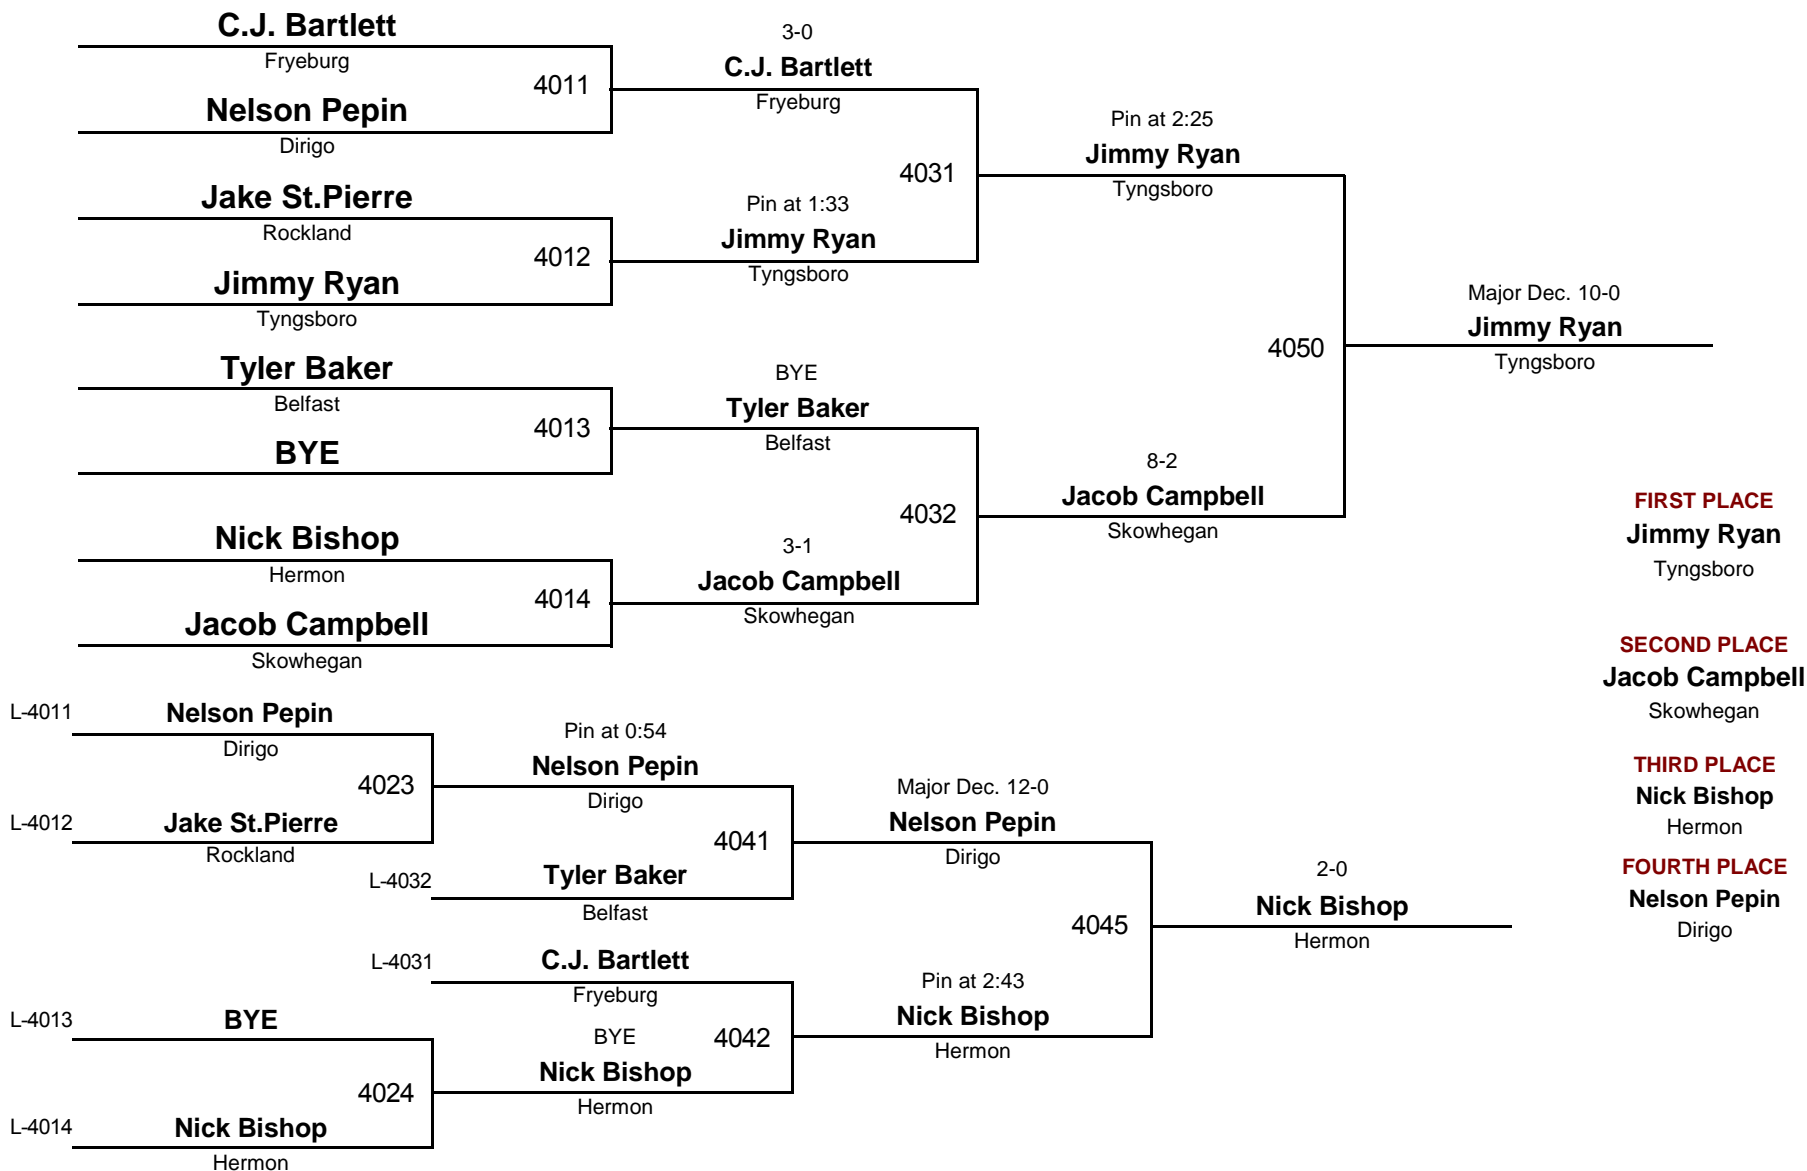 C.J. Bartlett
Fryeburg
4011
Nelson Pepin
Dirigo
3-0
C.J. Bartlett
Fryeburg
Jake St.Pierre
Rockland
4012
Jimmy Ryan
Tyngsboro
Pin at 1:33
Jimmy Ryan
Tyngsboro
4031
Pin at 2:25
Jimmy Ryan
Tyngsboro
Tyler Baker
Belfast
4013
BYE
BYE
Tyler Baker
Belfast
Nick Bishop
Hermon
4014
Jacob Campbell
Skowhegan
3-1
Jacob Campbell
Skowhegan
4032
8-2
Jacob Campbell
Skowhegan
4050
Major Dec. 10-0
Jimmy Ryan
Tyngsboro
FIRST PLACE
Jimmy Ryan
Tyngsboro
SECOND PLACE
Jacob Campbell
Skowhegan
THIRD PLACE
Nick Bishop
Hermon
FOURTH PLACE
Nelson Pepin
Dirigo
L-4011
Nelson Pepin
Dirigo
4023
L-4012
Jake St.Pierre
Rockland
Pin at 0:54
Nelson Pepin
Dirigo
4041
L-4032
Tyler Baker
Belfast
Major Dec. 12-0
Nelson Pepin
Dirigo
L-4031
C.J. Bartlett
Fryeburg
4042
L-4013
BYE
4024
L-4014
Nick Bishop
Hermon
BYE
Nick Bishop
Hermon
Pin at 2:43
Nick Bishop
Hermon
4045
2-0
Nick Bishop
Hermon